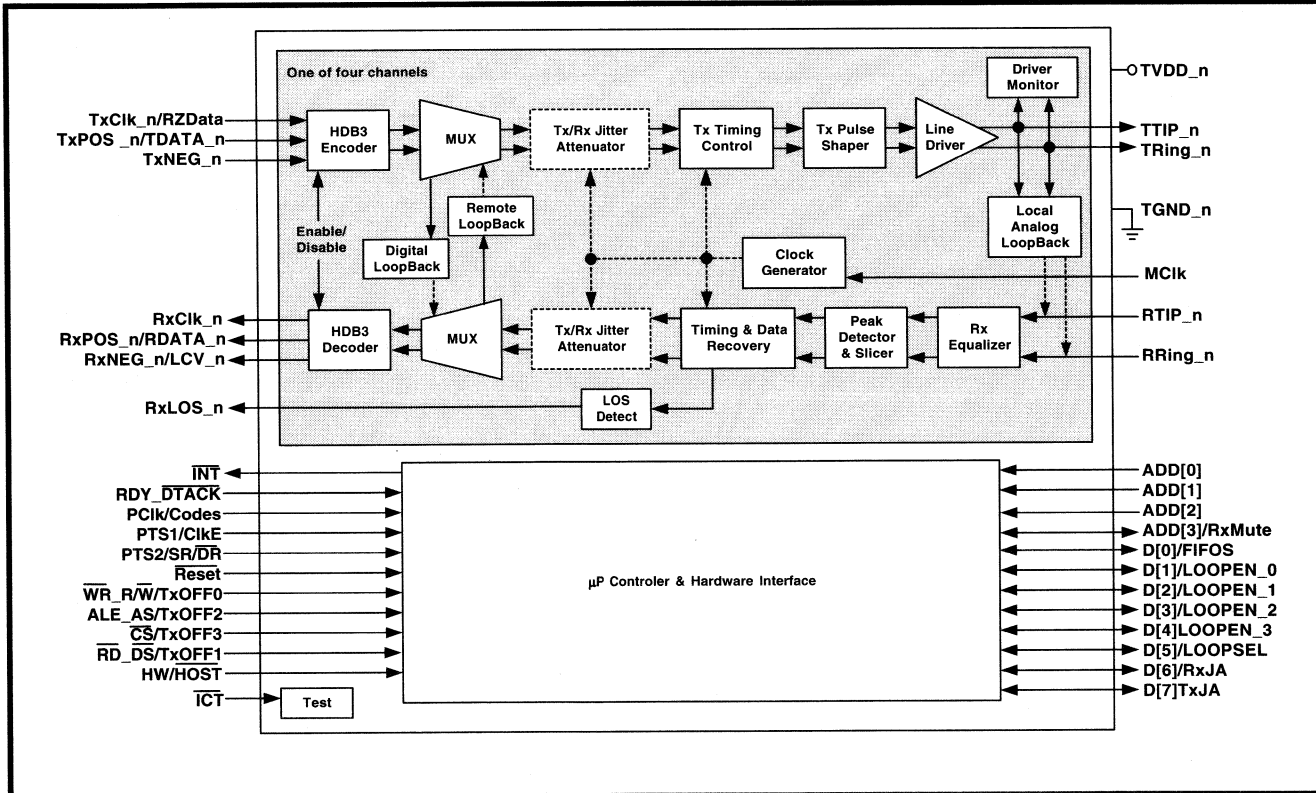 One of four channels
Driver
Monitor
TVDD_n
TxClk_n/RZData
TxPOS _n/TDATA_n
TxNEG_n
HDB3
Encoder
MUX
Tx/Rx Jitter
Attenuator
Tx Timing
Control
Tx Pulse
Shaper
Line
Driver
TTIP_n
TRing_n
Enable/
Disable
Digital
LoopBack
Remote
LoopBack
Local
Analog
LoopBack
TGND_n
Clock
Generator
MClk
RxClk_n
RxPOS_n/RDATA_n
RxNEG_n/LCV_n
HDB3
Decoder
MUX
Tx/Rx Jitter
Attenuator
Timing & Data
Recovery
Peak
Detector
& Slicer
Rx
Equalizer
RTIP_n
RRing_n
RxLOS_n
LOS
Detect
INT
RDY_DTACK
PClk/Codes
PTS1/ClkE
PTS2/SR/DR
Reset
WR_R/W/TxOFF0
ALE_AS/TxOFF2
CS/TxOFF3
RD_DS/TxOFF1
HW/HOST
ICT
Test
µP Controler & Hardware Interface
ADD[0]
ADD[1]
ADD[2]
ADD[3]/RxMute
D[0]/FIFOS
D[1]/LOOPEN_0
D[2]/LOOPEN_1
D[3]/LOOPEN_2
D[4]LOOPEN_3
D[5]/LOOPSEL
D[6]/RxJA
D[7]TxJA